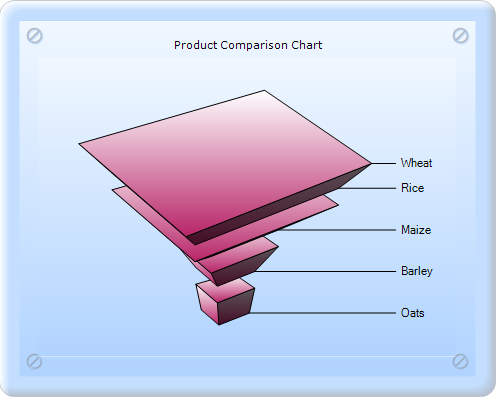 Product Comparison Chart
Wheat
Rice
Maize
Barley
Oats